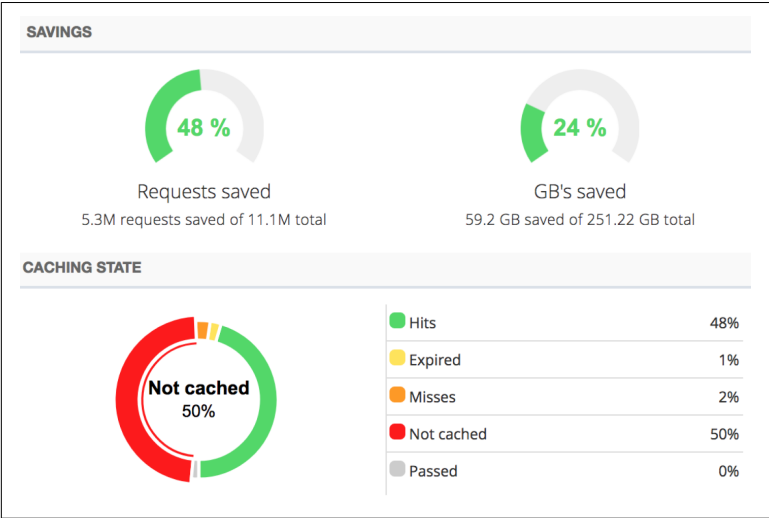 SAVINGS
48 %
24 %
Requests saved
GB's saved
5.3M requests saved of 11.1M total
59.2 GB saved of 251.22 GB total
CACHING STATE
Not cached
50%
Hits 48%
Expired 1%
Misses 2%
Not cached 50%
Passed 0%